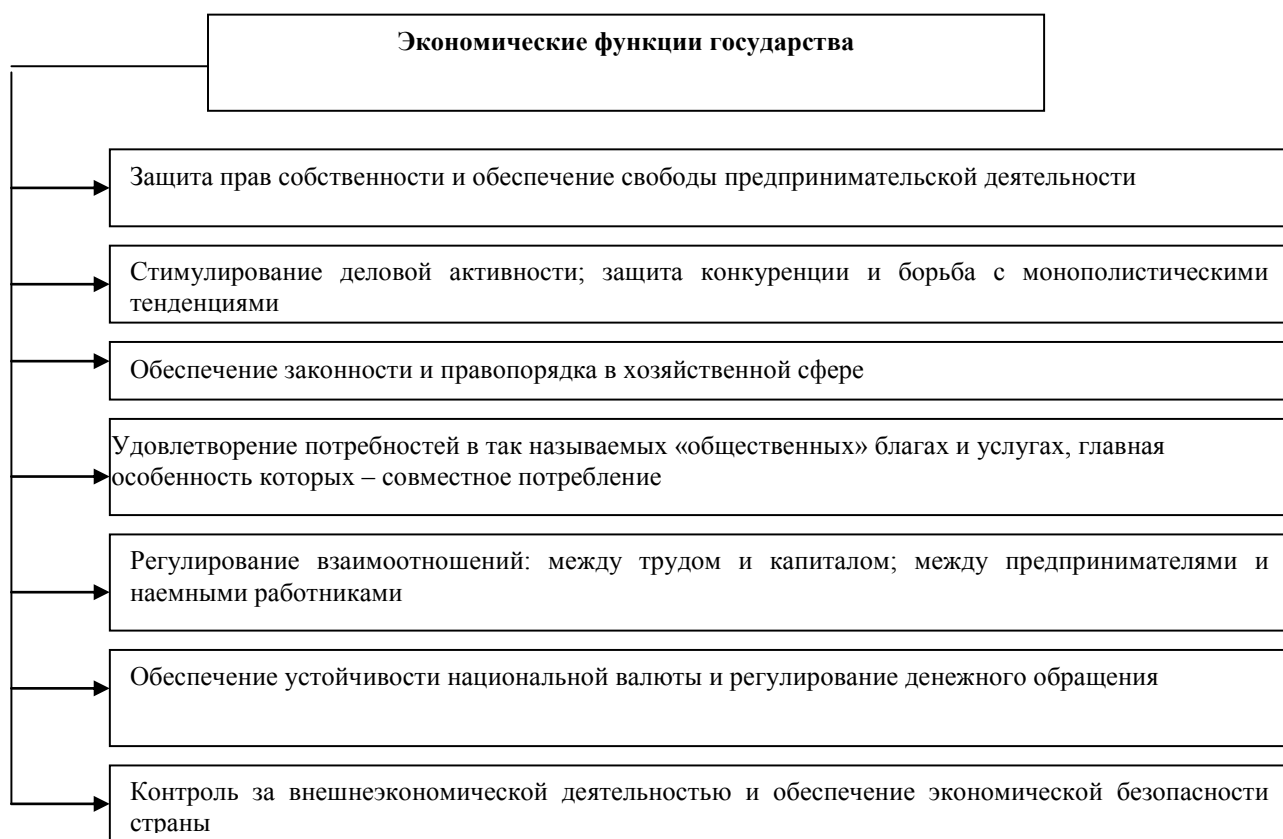 Экономические функции государства
Защита прав собственности и обеспечение свободы предпринимательской деятельности
Стимулирование деловой активности; защита конкуренции и борьба с монополистическими
тенденциями
Обеспечение законности и правопорядка в хозяйственной сфере
Удовлетворение потребностей в так называемых «общественных» благах и услугах, главная
особенность которых – совместное потребление
Регулирование взаимоотношений: между трудом и капиталом; между предпринимателями и
наемными работниками
Обеспечение устойчивости национальной валюты и регулирование денежного обращения
Контроль за внешнеэкономической деятельностью и обеспечение экономической безопасности
страны